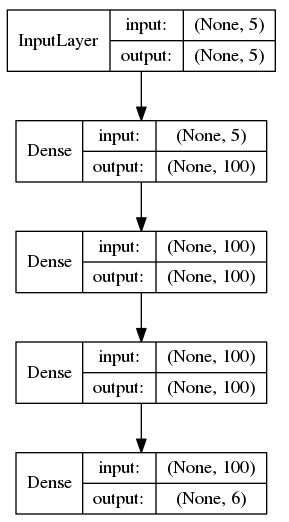 InputLayer input: (None, 5)
output: (None, 5)
Dense input: (None, 5)
output: (None, 100)
Dense input: (None, 100)
output: (None, 100)
Dense input: (None, 100)
output: (None, 100)
Dense input: (None, 100)
output: (None, 6)